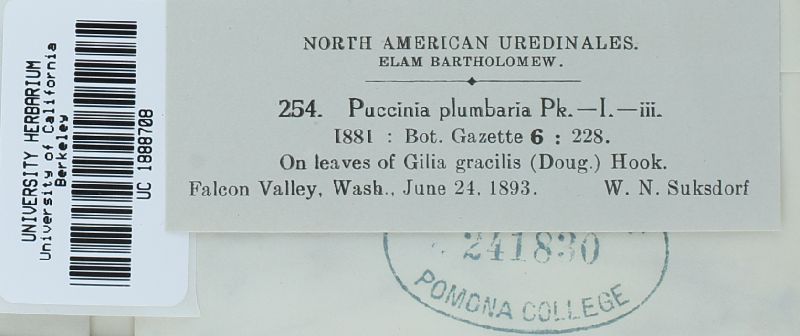 UNIVERSITY HERBARIUM
University of California
Berkeley
UC 1888708
NORTH AMERICAN UREDINALES.
ELAM BARTHOLOMEW.
254. Puccinia plumbaria Pk.—I.—iii.
1881 : Bot. Gazette 6 : 228.
On leaves of Gilia gracilis (Doug.) Hook.
Falcon Valley, Wash., June 24, 1893. W. N. Suksdorf
241830
POMONA COLLEGE